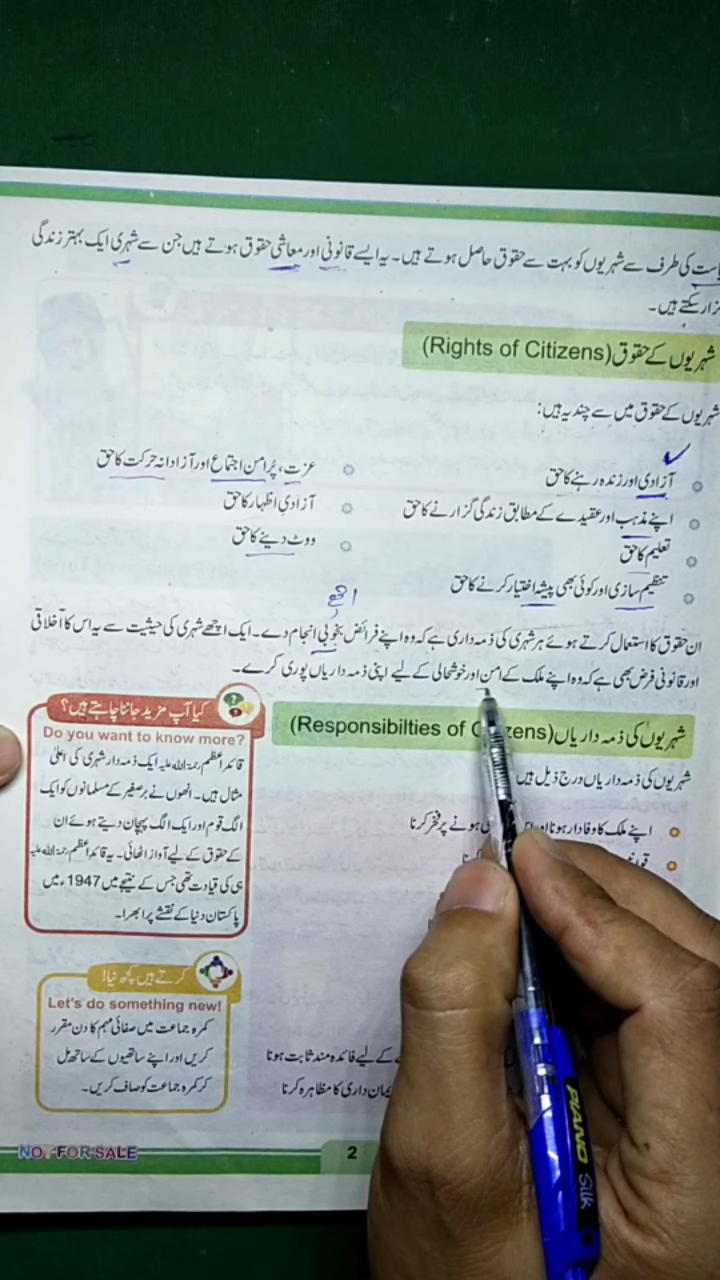 یاست کی طرف سے شہریوں کو بہت سے حقوق حاصل ہوتے ہیں۔ یہ ایسے قانونی اور معاشی حقوق ہوتے ہیں جن سے شہری ایک بہتر زندگی
زار سکتے ہیں۔
شہریوں کے حقوق (Rights of Citizens)
شہریوں کے حقوق میں سے چند یہ ہیں:
آزادی اور زندہ رہنے کا حق
اپنے مذہب اور عقیدے کے مطابق زندگی گزارنے کا حق
تعلیم کا حق
تنظیم سازی اور کوئی بھی پیشہ اختیار کرنے کا حق
عزت، پُرامن اجتماع اور آزادانہ حرکت کا حق
آزادیِ اظہار کا حق
ووٹ دینے کا حق
ان حقوق کا استعمال کرتے ہوئے ہر شہری کی ذمہ داری ہے کہ وہ اپنے فرائض بخوبی انجام دے۔ ایک اچھے شہری کی حیثیت سے یہ اس کا اخلاقی
اور قانونی فرض بھی ہے کہ وہ اپنے ملک کے امن اور خوشحالی کے لیے اپنی ذمہ داریاں پوری کرے۔
شہریوں کی ذمہ داریاں (Responsibilties of zens)
شہریوں کی ذمہ داریاں درج ذیل ہیں
اپنے ملک کا وفادار ہونا اور ہونے پر فخر کرنا
کرنا
کے لیے فائدہ مند ثابت ہونا
کا مظاہرہ کرنا
کیا آپ مزید جاننا چاہتے ہیں؟
Do you want to know more?
قائد اعظم رحمۃ اللہ علیہ ایک ذمہ دار شہری کی اعلیٰ
مثال ہیں۔ انھوں نے برصغیر کے مسلمانوں کو ایک
الگ قوم اور ایک الگ پہچان دیتے ہوئے ان
کے حقوق کے لیے آواز اٹھائی۔ یہ قائد اعظم رحمۃ اللہ علیہ
ہی کی قیادت تھی جس کے نتیجے میں 1947ء میں
پاکستان دنیا کے نقشے پر ابھرا۔
کرتے ہیں کچھ نیا!
Let's do something new!
کمرہ جماعت میں صفائی مہم کا دن مقرر
کریں اور اپنے ساتھیوں کے ساتھ مل
کر کمرہ جماعت کو صاف کریں۔
NOT FOR SALE
2
PIANO Silk